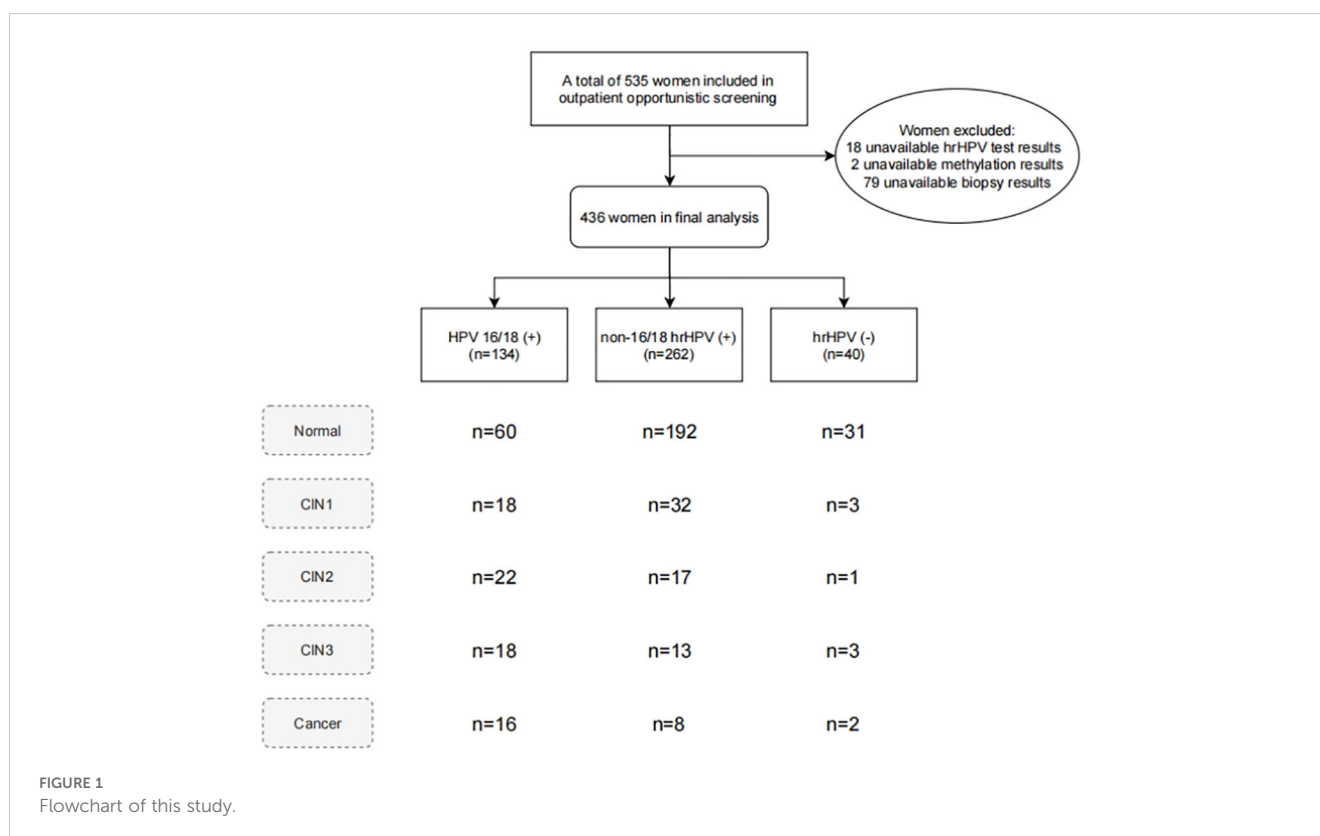 A total of 535 women included in
outpatient opportunistic screening
Women excluded:
18 unavailable hrHPV test results
2 unavailable methylation results
79 unavailable biopsy results
436 women in final analysis
HPV 16/18 (+)
(n=134)
non-16/18 hrHPV (+)
(n=262)
hrHPV (-)
(n=40)
Normal
n=60
n=192
n=31
CIN1
n=18
n=32
n=3
CIN2
n=22
n=17
n=1
CIN3
n=18
n=13
n=3
Cancer
n=16
n=8
n=2
FIGURE 1
Flowchart of this study.